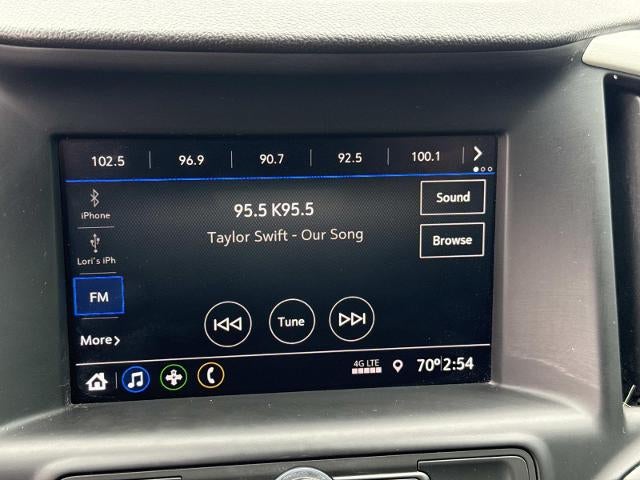 102.5 96.9 90.7 92.5 100.1
iPhone
95.5 K95.5
Sound
Taylor Swift - Our Song
Browse
Lori's iPh
FM
Tune
More
4G LTE
70° 2:54